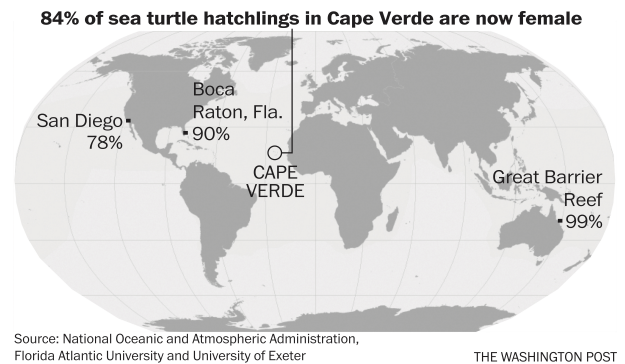 84% of sea turtle hatchlings in Cape Verde are now female
Boca
Raton, Fla.
90%
San Diego
78%
CAPE
VERDE
Great Barrier
Reef
99%
Source: National Oceanic and Atmospheric Administration,
Florida Atlantic University and University of Exeter
THE WASHINGTON POST